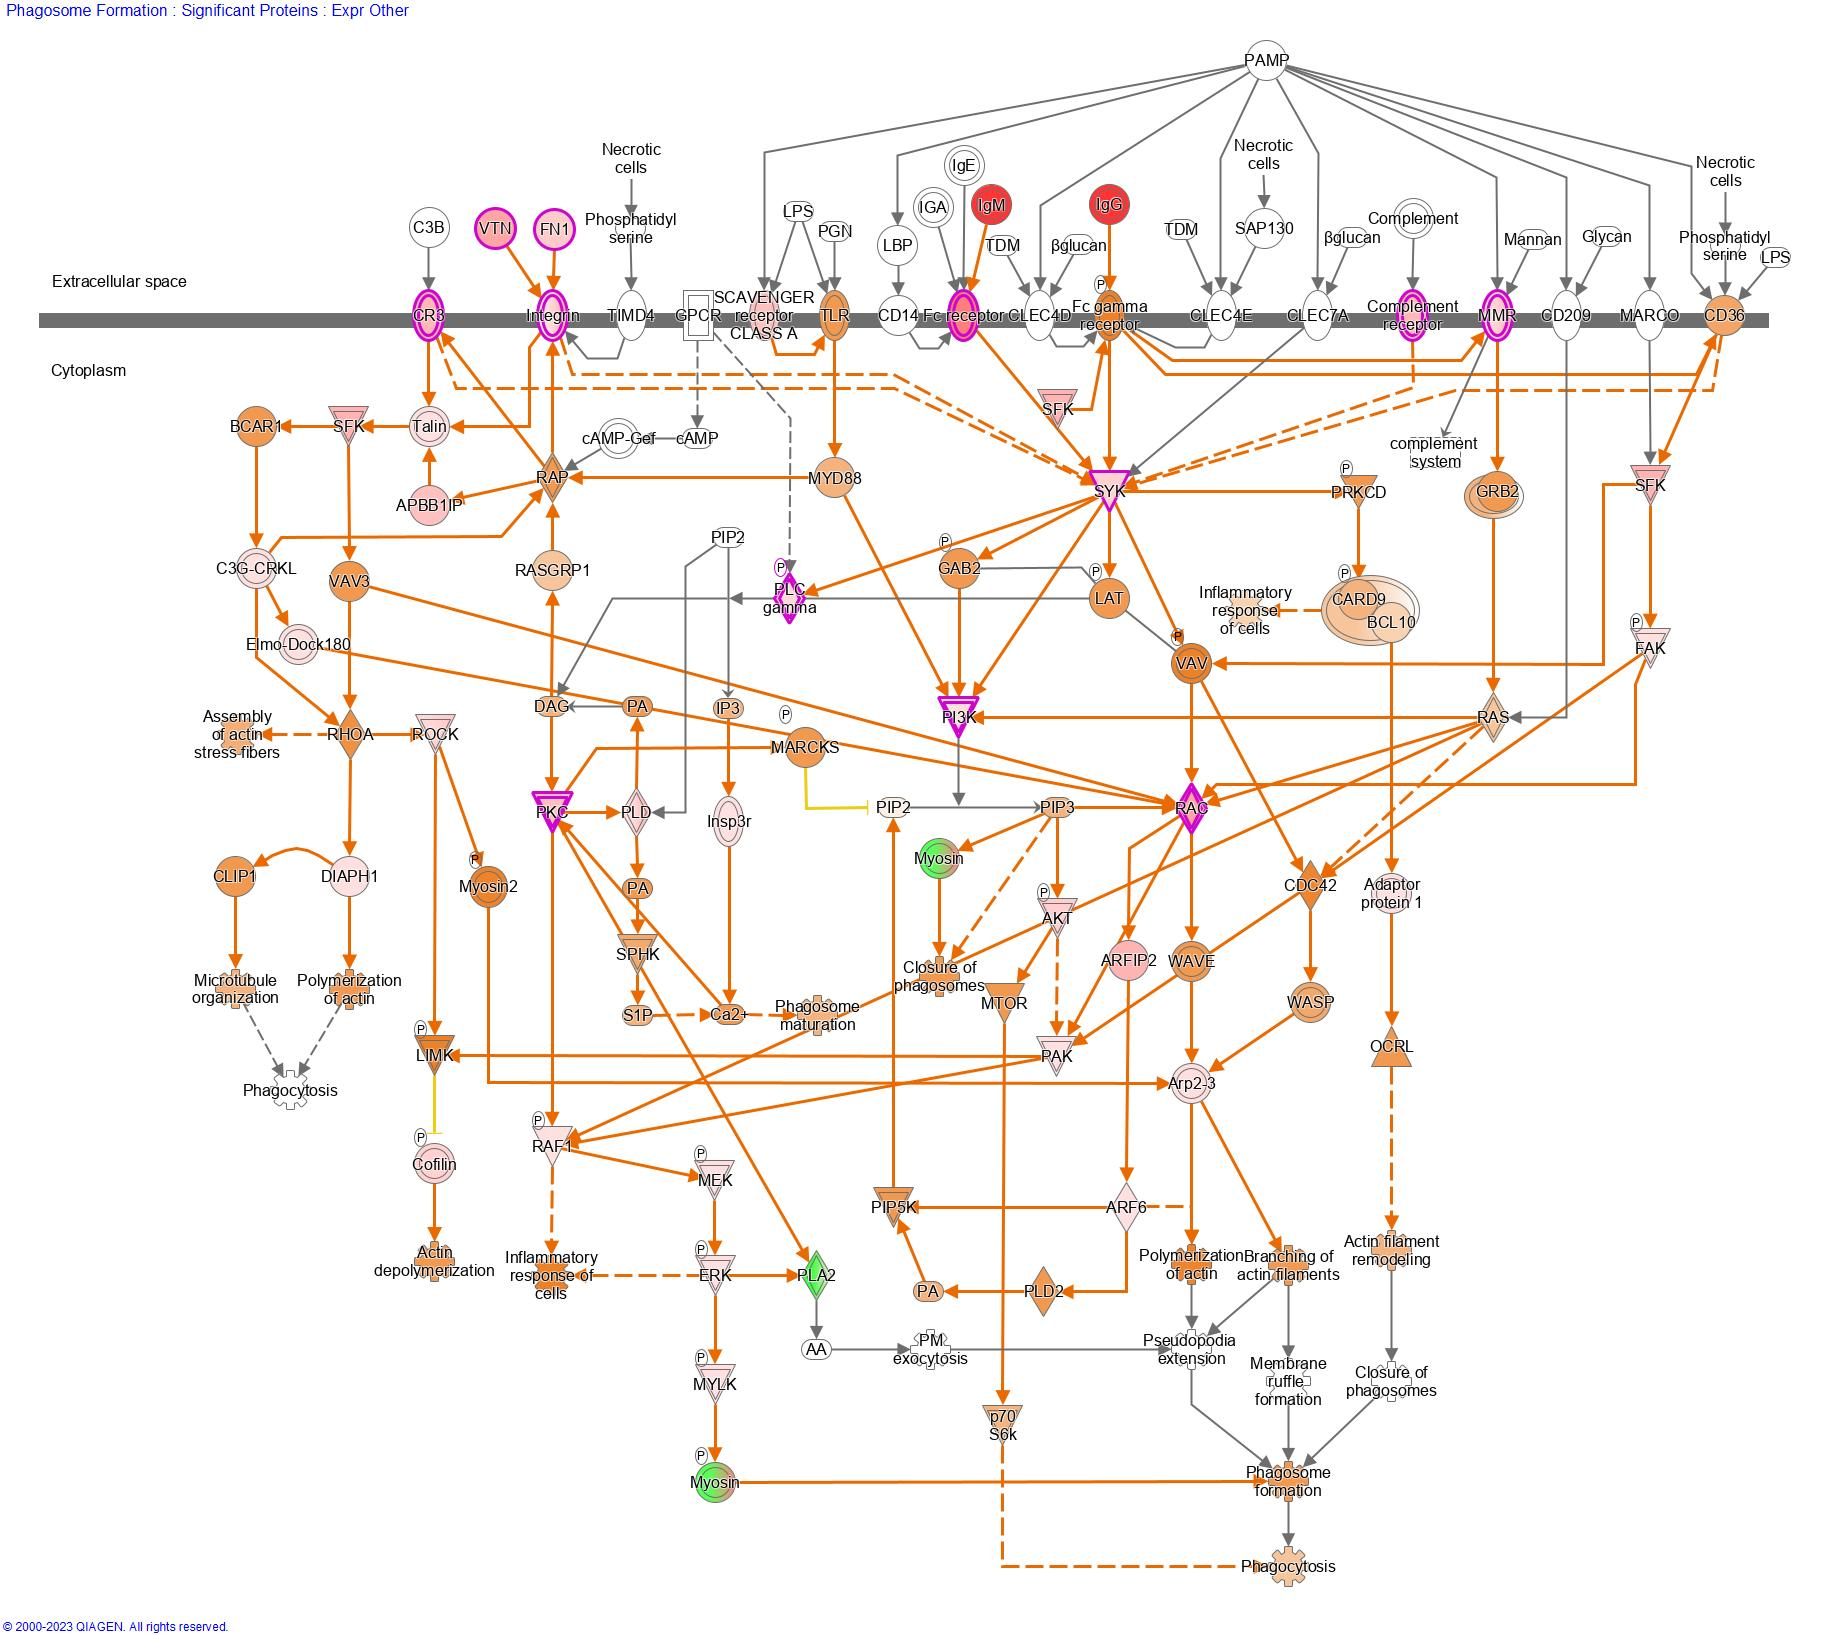 Phagosome Formation : Significant Proteins : Expr Other
PAMP
Necrotic
cells
IgE
Necrotic
cells
Necrotic
cells
C3B
VTN
FN1
Phosphatidyl
serine
LPS
PGN
IGA
IgM
IgG
LBP
TDM
βglucan
TDM
SAP130
βglucan
Complement
Mannan
Glycan
Phosphatidyl
serine
LPS
Extracellular space
P
CR3
Integrin
TIMD4
GPCR
SCAVENGER
receptor
CLASS A
TLR
CD14
Fc receptor
CLEC4D
Fc gamma
receptor
CLEC4E
CLEC7A
Complement
receptor
MMR
CD209
MARCO
CD36
Cytoplasm
BCAR1
SFK
Talin
cAMP-Gef
cAMP
SFK
complement
system
APBB1IP
RAP
MYD88
SYK
P
PRKCD
GRB2
SFK
C3G-CRKL
VAV3
RASGRP1
PIP2
P
PLC
gamma
P
GAB2
P
LAT
Inflammatory
response
of cells
P
CARD9
BCL10
Elmo-Dock180
P
VAV
P
FAK
Assembly
of actin
stress fibers
RHOA
ROCK
DAG
PA
IP3
P
MARCKS
PI3K
RAS
PKC
PLD
Insp3r
PIP2
PIP3
RAC
CLIP1
DIAPH1
P
Myosin2
PA
Myosin
P
AKT
CDC42
Adaptor
protein 1
SPHK
Closure of
phagosomes
ARFIP2
WAVE
Microtubule
organization
Polymerization
of actin
S1P
Ca2+
Phagosome
maturation
MTOR
WASP
P
LIMK
PAK
OCRL
Phagocytosis
Arp2-3
P
Cofilin
P
RAF1
P
MEK
PIP5K
ARF6
Actin
depolymerization
Inflammatory
response of
cells
P
ERK
PLA2
PA
PLD2
Polymerization
of actin
Branching of
actin filaments
Actin filament
remodeling
AA
PM
exocytosis
Pseudopodia
extension
Membrane
ruffle
formation
Closure of
phagosomes
P
MYLK
p70
S6k
P
Myosin
Phagosome
formation
Phagocytosis
© 2000-2023 QIAGEN. All rights reserved.